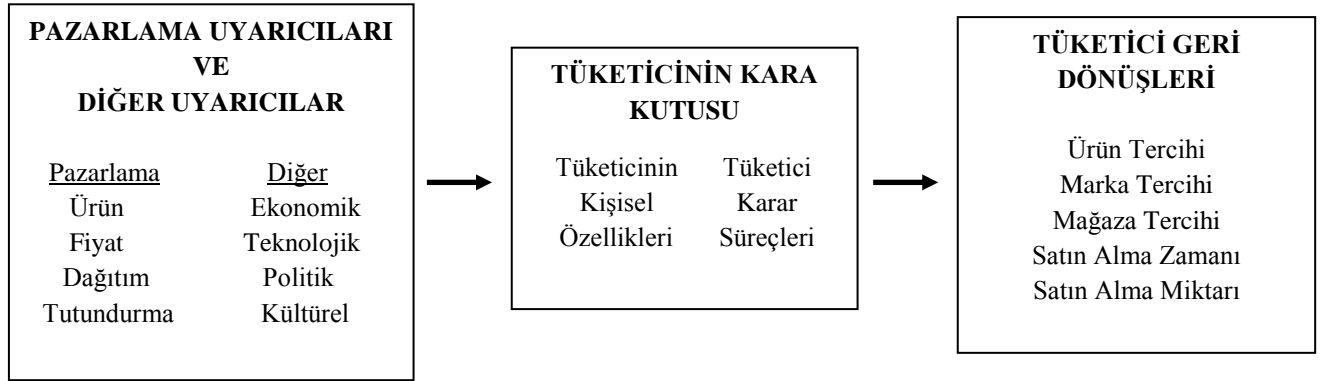 PAZARLAMA UYARICILARI
VE
DİĞER UYARICILAR
Pazarlama Diğer
Ürün Ekonomik
Fiyat Teknolojik
Dağıtım Politik
Tutundurma Kültürel
TÜKETİCİNİN KARA
KUTUSU
Tüketicinin Tüketici
Kişisel Karar
Özellikleri Süreçleri
TÜKETİCİ GERİ
DÖNÜŞLERİ
Ürün Tercihi
Marka Tercihi
Mağaza Tercihi
Satın Alma Zamanı
Satın Alma Miktarı